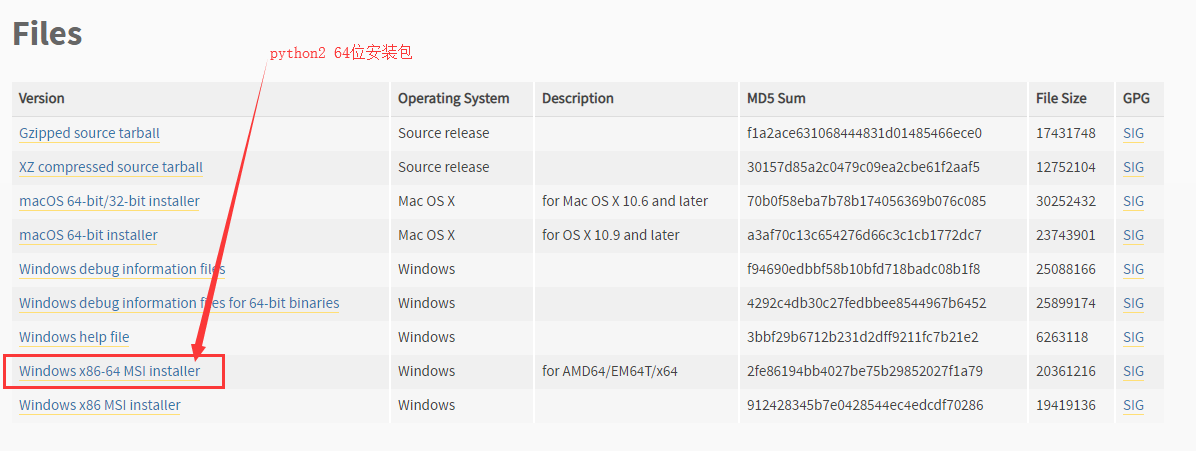 Files
python2 64位安装包
Version Operating System Description MD5 Sum File Size GPG
Gzipped source tarball Source release f1a2ace631068444831d01485466ece0 17431748 SIG
XZ compressed source tarball Source release 30157d85a2c0479c09ea2cbe61f2aaf5 12752104 SIG
macOS 64-bit/32-bit installer Mac OS X for Mac OS X 10.6 and later 70b0f58eba7b78b174056369b076c085 30252432 SIG
macOS 64-bit installer Mac OS X for OS X 10.9 and later a3af70c13c654276d66c3c1cb1772dc7 23743901 SIG
Windows debug information files Windows f94690edbbf58b10bfd718badc08b1f8 25088166 SIG
Windows debug information files for 64-bit binaries Windows 4292c4db30c27fedbbee8544967b6452 25899174 SIG
Windows help file Windows 3bbf29b6712b231d2dff9211fc7b21e2 6263118 SIG
Windows x86-64 MSI installer Windows for AMD64/EM64T/x64 2fe86194bb4027be75b29852027f1a79 20361216 SIG
Windows x86 MSI installer Windows 912428345b7e0428544ec4edcdf70286 19419136 SIG